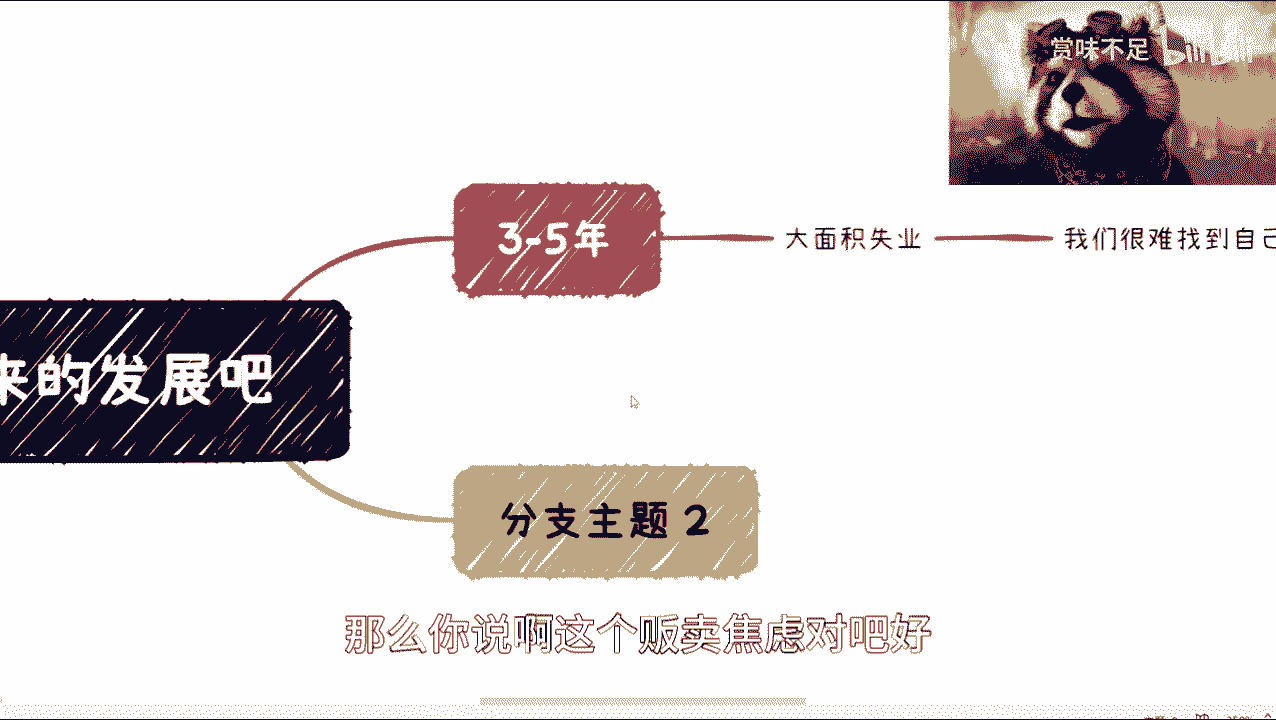 赏味不足 bilibili
3-5年
大面积失业
我们很难找到自己
来的发展吧
分支主题 2
那么你说啊这个贩卖焦虑对吧好